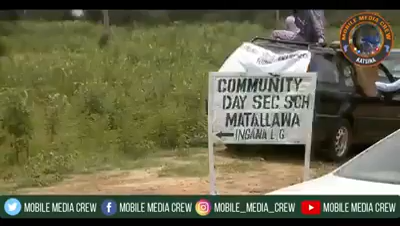 MOBILE MEDIA CREW
KATSINA
COMMUNITY
DAY SEC SCH
MATALLAWA
INGAWA L.G
MOBILE MEDIA CREW
MOBILE MEDIA CREW
MOBILE_MEDIA_CREW
MOBILE MEDIA CREW